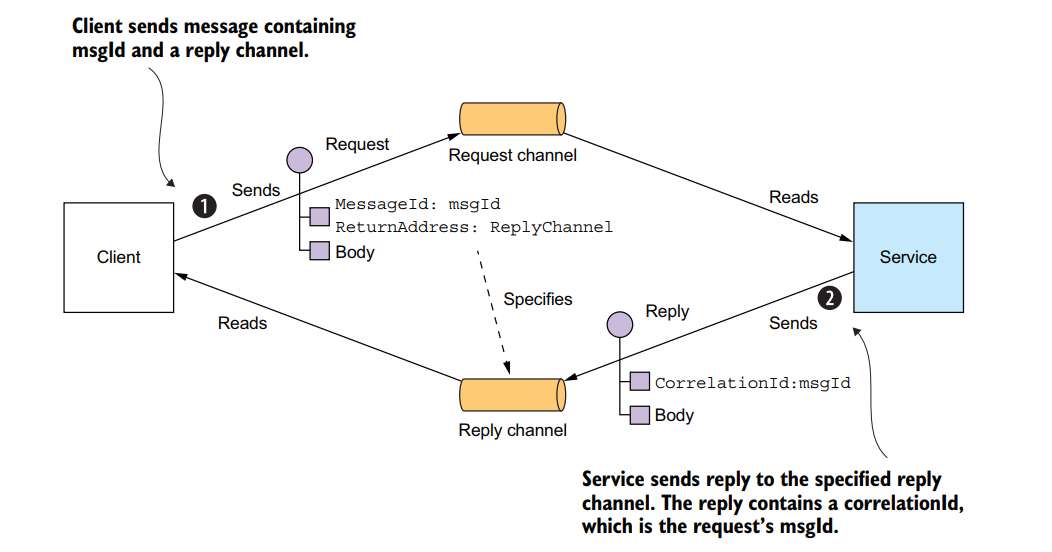 Client sends message containing
msgId and a reply channel.
Request
Request channel
Sends
1
Reads
MessageId: msgId
ReturnAddress: ReplyChannel
Body
Client
Service
Specifies
2
Reply
Sends
Reads
CorrelationId:msgId
Body
Reply channel
Service sends reply to the specified reply
channel. The reply contains a correlationId,
which is the request's msgId.